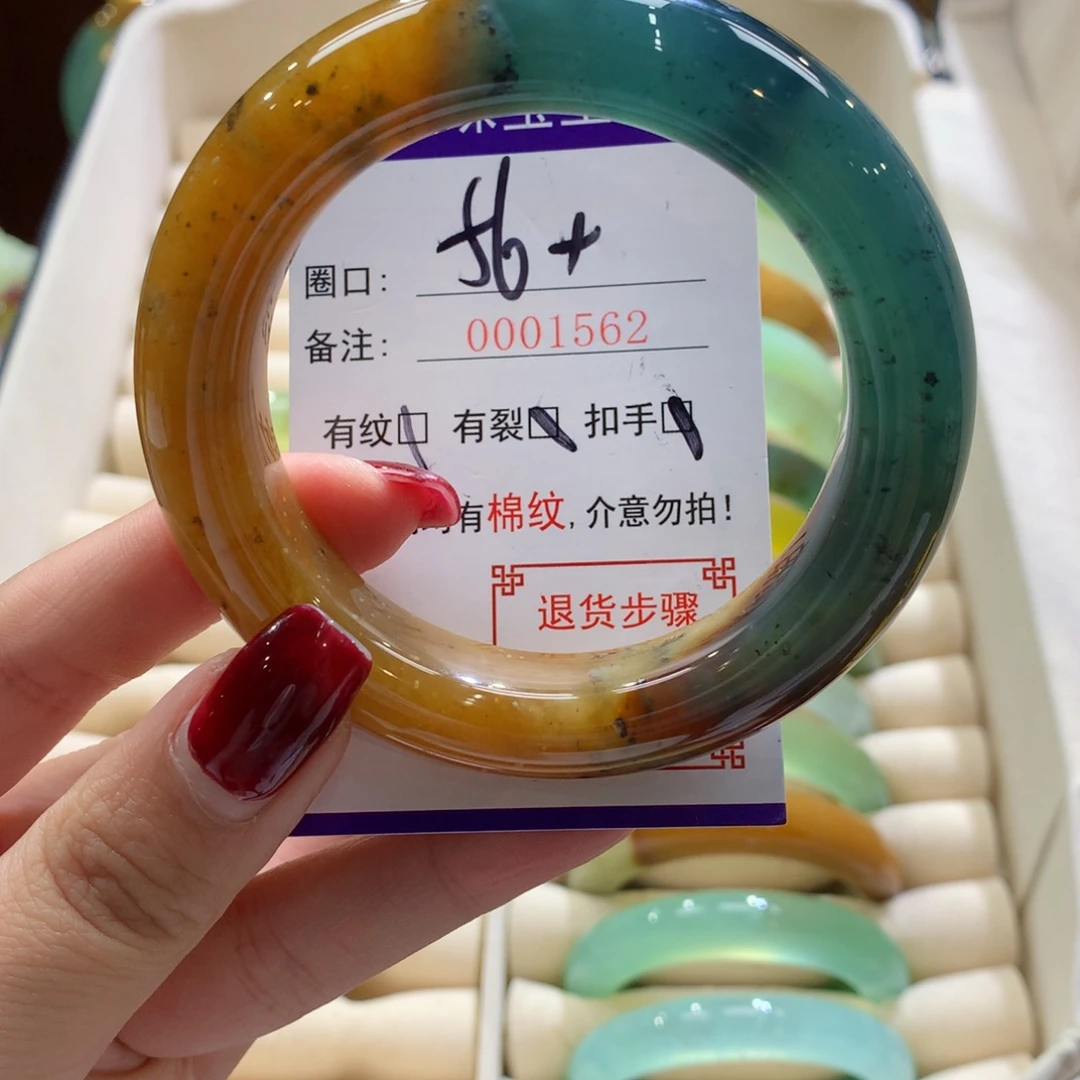 圈口: 56+
备注: 0001562
有纹□ 有裂□ 扣手□
有棉纹,介意勿拍!
退货步骤